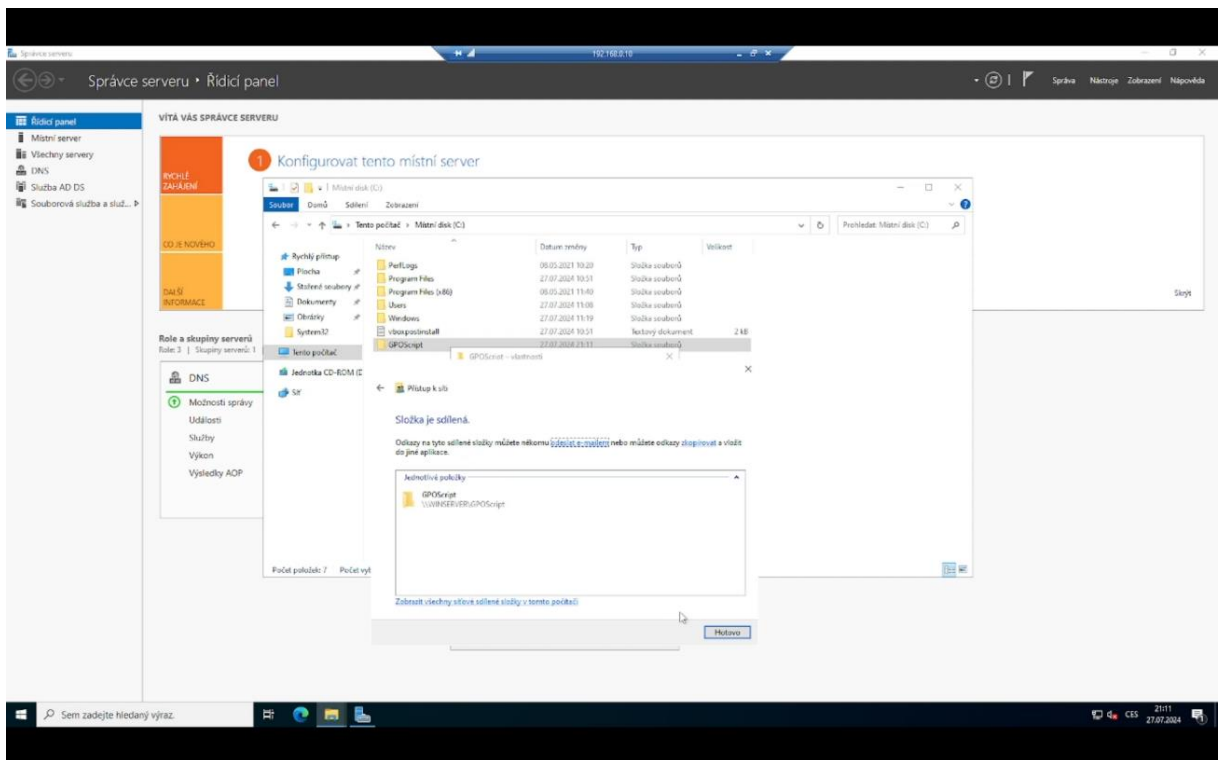 Správce serveru
192.168.0.10
Správce serveru • Řídicí panel
Správa Nástroje Zobrazení Nápověda
Řídicí panel
Místní server
Všechny servery
DNS
Služba AD DS
Souborová služba a služ...
VÍTÁ VÁS SPRÁVCE SERVERU
RYCHLÉ
ZAHÁJENÍ
CO JE NOVÉHO
DALŠÍ
INFORMACE
1 Konfigurovat tento místní server
Skrýt
Role a skupiny serverů
Role: 3 | Skupiny serverů: 1
DNS
Možnosti správy
Události
Služby
Výkon
Výsledky AOP
Místní disk (C:)
Soubor Domů Sdílení Zobrazení
Tento počítač › Místní disk (C:)
Prohledat: Místní disk (C:)
Rychlý přístup
Plocha
Stažené soubory
Dokumenty
Obrázky
System32
Tento počítač
Jednotka CD-ROM (D
Síť
Název Datum změny Typ Velikost
PerfLogs 08.05.2021 10:20 Složka souborů
Program Files 27.07.2024 10:51 Složka souborů
Program Files (x86) 08.05.2021 11:40 Složka souborů
Users 27.07.2024 11:08 Složka souborů
Windows 27.07.2024 11:19 Složka souborů
vboxpostinstall 27.07.2024 10:51 Textový dokument 2 kB
GPOScript 27.07.2024 21:11 Složka souborů
GPOScript – vlastnosti
Přístup k síti
Složka je sdílená.
Odkazy na tyto sdílené složky můžete někomu odeslat e-mailem nebo můžete odkazy zkopírovat a vložit
do jiné aplikace.
Jednotlivé položky
GPOScript
\\WINSERVER\GPOScript
Zobrazit všechny síťové sdílené složky v tomto počítači
Hotovo
Počet položek: 7 Počet vyb
Sem zadejte hledaný výraz.
CES
21:11
27.07.2024